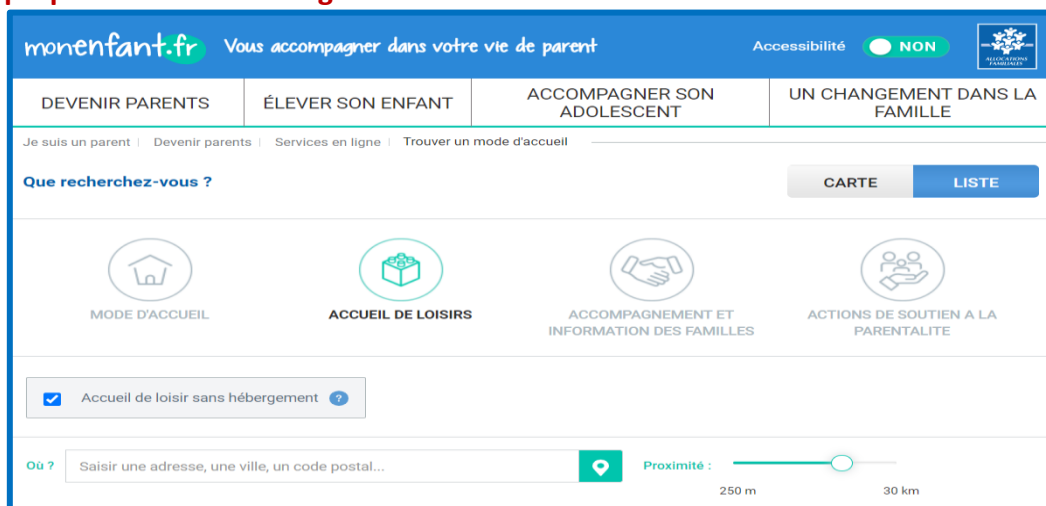 monenfant.fr Vous accompagner dans votre vie de parent Accessibilité NON
ALLOCATIONS
FAMILIALES
DEVENIR PARENTS ÉLEVER SON ENFANT ACCOMPAGNER SON ADOLESCENT UN CHANGEMENT DANS LA FAMILLE
Je suis un parent | Devenir parents | Services en ligne | Trouver un mode d'accueil
Que recherchez-vous ? CARTE LISTE
MODE D'ACCUEIL
ACCUEIL DE LOISIRS
ACCOMPAGNEMENT ET
INFORMATION DES FAMILLES
ACTIONS DE SOUTIEN A LA
PARENTALITE
Accueil de loisir sans hébergement ?
Où ? Saisir une adresse, une ville, un code postal... Proximité :
250 m 30 km